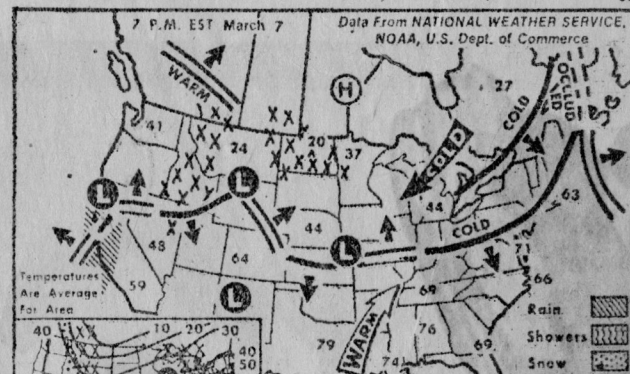 7 P.M. EST March 7
Data From NATIONAL WEATHER SERVICE,
NOAA, U.S. Dept. of Commerce
WARM
H
27
COLD
OCCLUDED
41
24
20
37
COLD
44
63
L
L
COLD
48
44
L
71
64
Temperatures
Are Average
For Area
59
L
69
66
Rain
79
WARM
76
Showers
74
69
Snow
40
10 20 30
40
50